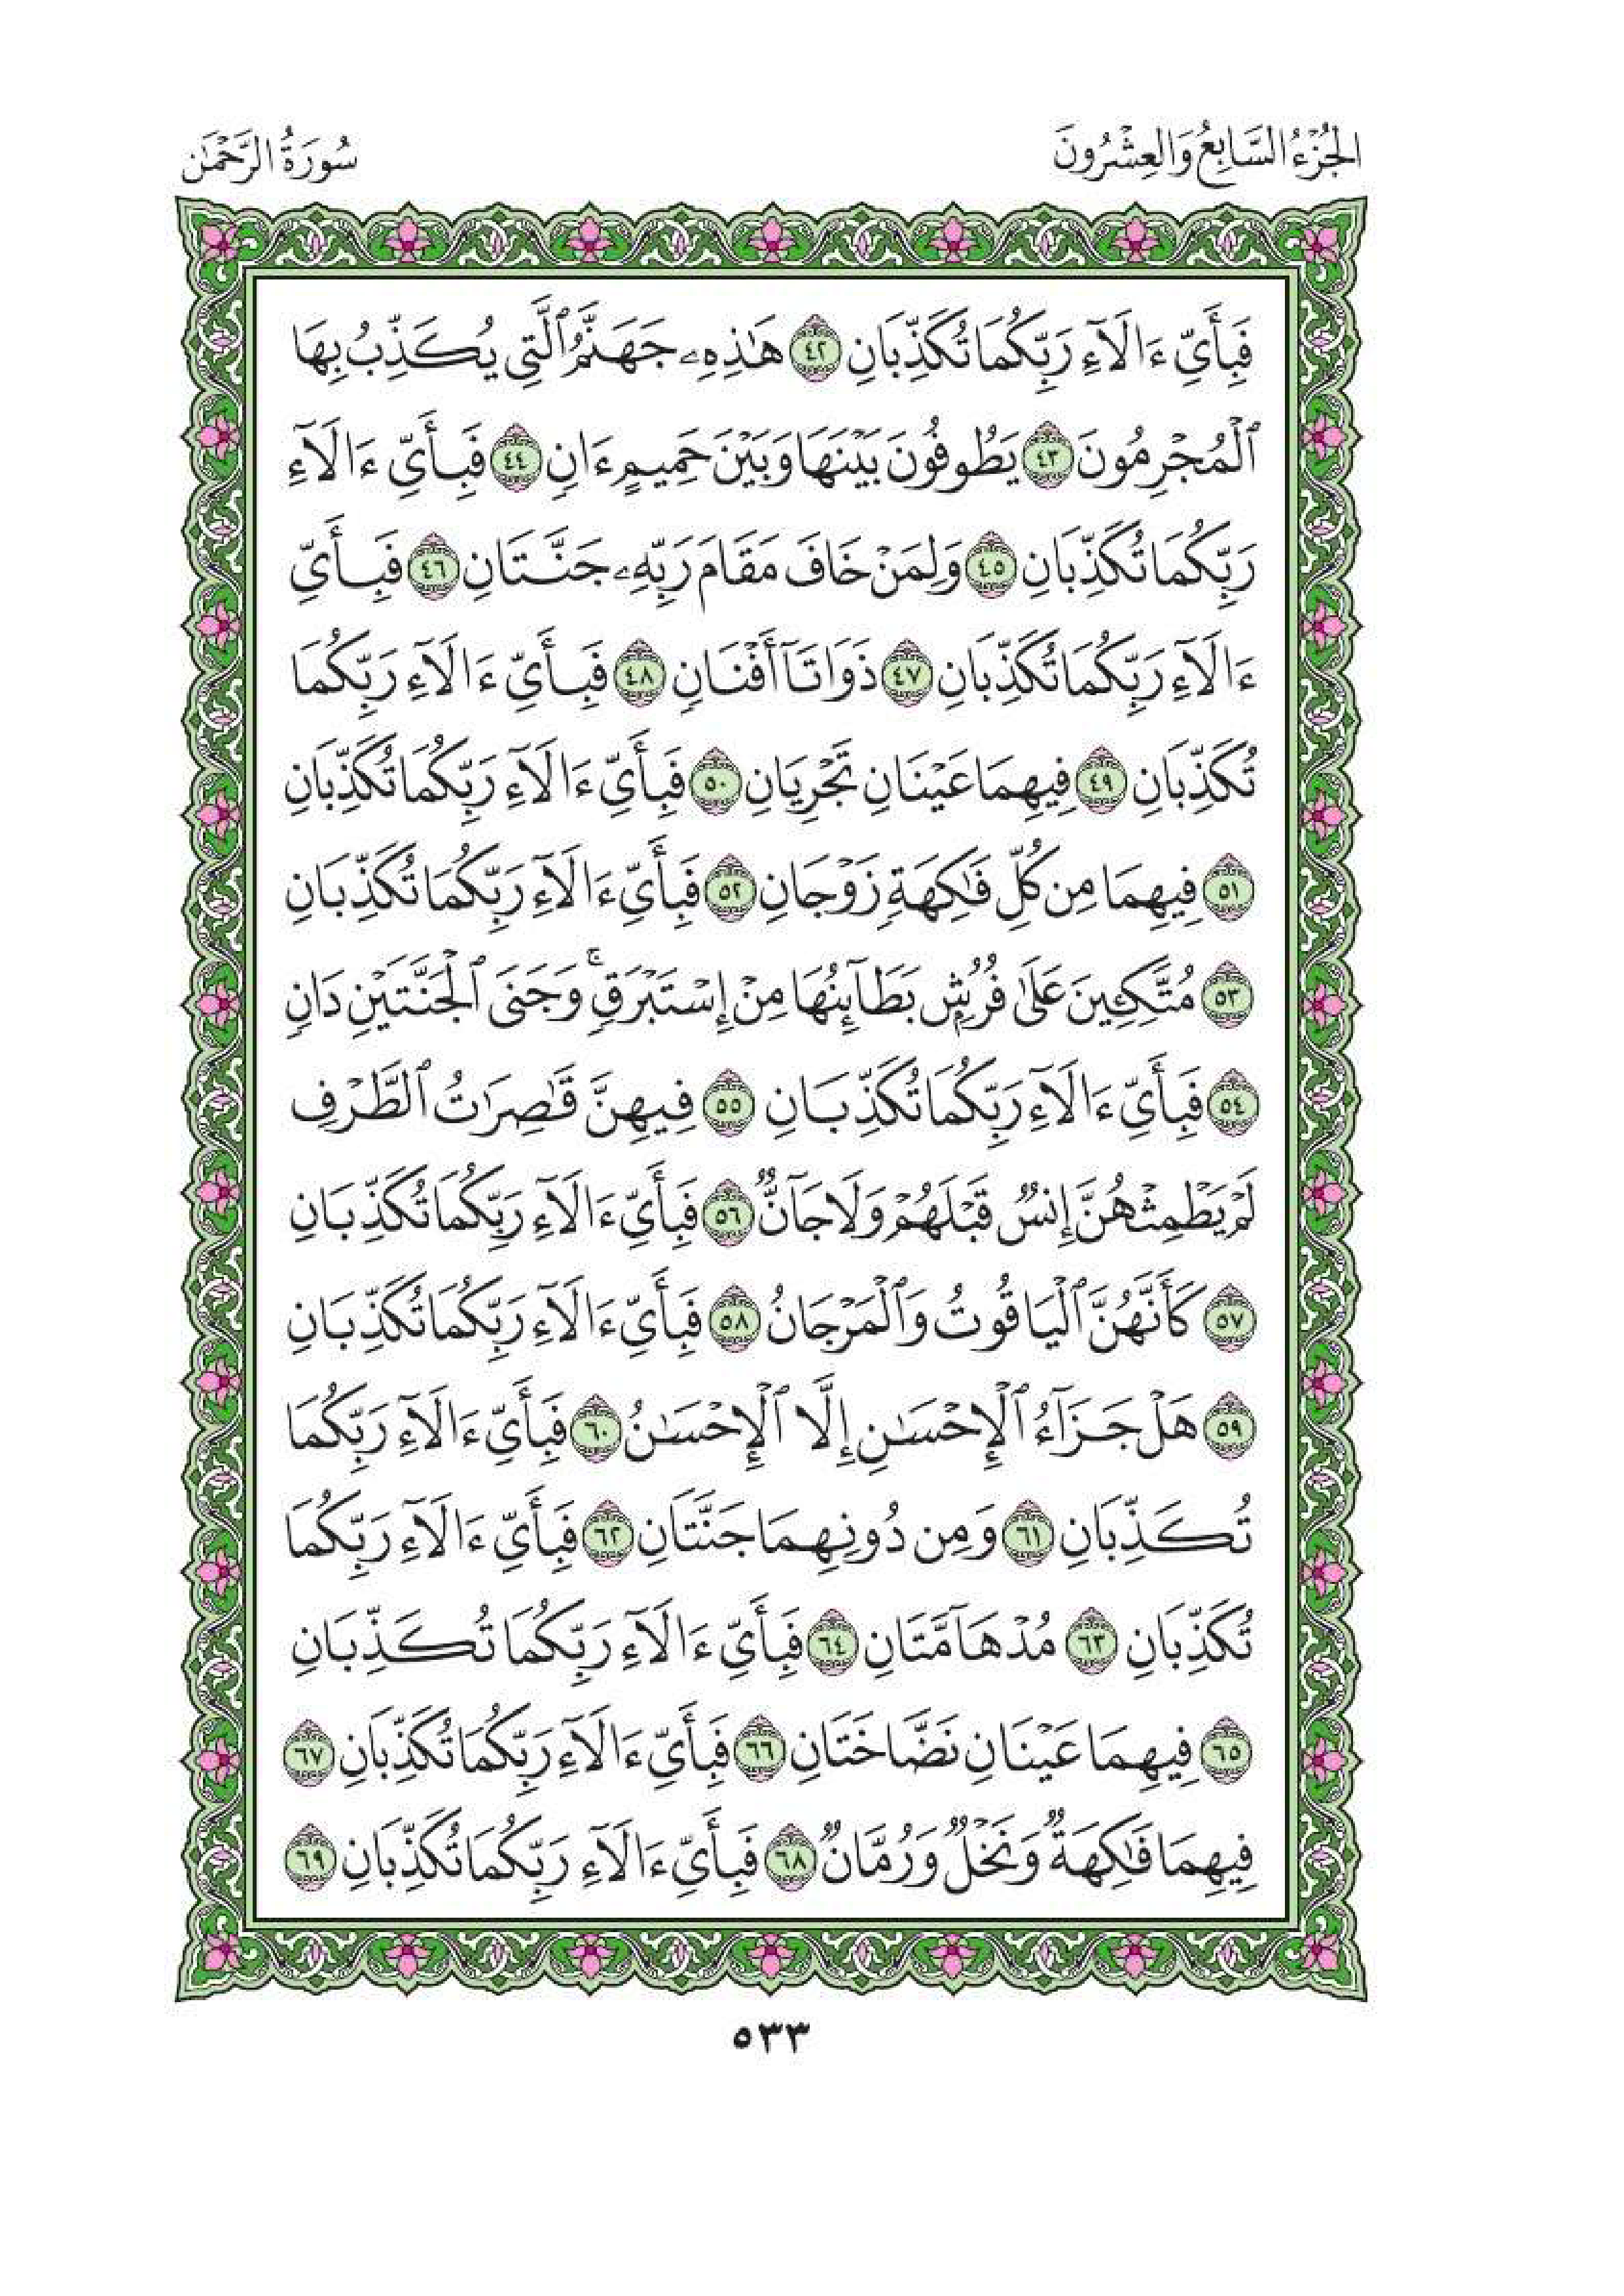 الجُزْءُ السَّابِعُ وَالعِشْرُونَ
سُورَةُ الرَّحْمَٰن
فَبِأَيِّ ءَالَآءِ رَبِّكُمَا تُكَذِّبَانِ ٤٢ هَٰذِهِۦ جَهَنَّمُ ٱلَّتِي يُكَذِّبُ بِهَا
ٱلْمُجْرِمُونَ ٤٣ يَطُوفُونَ بَيْنَهَا وَبَيْنَ حَمِيمٍ ءَانٍ ٤٤ فَبِأَيِّ ءَالَآءِ
رَبِّكُمَا تُكَذِّبَانِ ٤٥ وَلِمَنْ خَافَ مَقَامَ رَبِّهِۦ جَنَّتَانِ ٤٦ فَبِأَيِّ
ءَالَآءِ رَبِّكُمَا تُكَذِّبَانِ ٤٧ ذَوَاتَآ أَفْنَانٍ ٤٨ فَبِأَيِّ ءَالَآءِ رَبِّكُمَا
تُكَذِّبَانِ ٤٩ فِيهِمَا عَيْنَانِ تَجْرِيَانِ ٥٠ فَبِأَيِّ ءَالَآءِ رَبِّكُمَا تُكَذِّبَانِ
٥١ فِيهِمَا مِن كُلِّ فَٰكِهَةٍ زَوْجَانِ ٥٢ فَبِأَيِّ ءَالَآءِ رَبِّكُمَا تُكَذِّبَانِ
٥٣ مُتَّكِـِٔينَ عَلَىٰ فُرُشٍۭ بَطَآئِنُهَا مِنْ إِسْتَبْرَقٍۚ وَجَنَى ٱلْجَنَّتَيْنِ دَانٍ
٥٤ فَبِأَيِّ ءَالَآءِ رَبِّكُمَا تُكَذِّبَانِ ٥٥ فِيهِنَّ قَٰصِرَٰتُ ٱلطَّرْفِ
لَمْ يَطْمِثْهُنَّ إِنسٌ قَبْلَهُمْ وَلَا جَآنٌّ ٥٦ فَبِأَيِّ ءَالَآءِ رَبِّكُمَا تُكَذِّبَانِ
٥٧ كَأَنَّهُنَّ ٱلْيَاقُوتُ وَٱلْمَرْجَانُ ٥٨ فَبِأَيِّ ءَالَآءِ رَبِّكُمَا تُكَذِّبَانِ
٥٩ هَلْ جَزَآءُ ٱلْإِحْسَٰنِ إِلَّا ٱلْإِحْسَٰنُ ٦٠ فَبِأَيِّ ءَالَآءِ رَبِّكُمَا
تُكَذِّبَانِ ٦١ وَمِن دُونِهِمَا جَنَّتَانِ ٦٢ فَبِأَيِّ ءَالَآءِ رَبِّكُمَا
تُكَذِّبَانِ ٦٣ مُدْهَآمَّتَانِ ٦٤ فَبِأَيِّ ءَالَآءِ رَبِّكُمَا تُكَذِّبَانِ
٦٥ فِيهِمَا عَيْنَانِ نَضَّاخَتَانِ ٦٦ فَبِأَيِّ ءَالَآءِ رَبِّكُمَا تُكَذِّبَانِ ٦٧
فِيهِمَا فَٰكِهَةٌ وَنَخْلٌ وَرُمَّانٌ ٦٨ فَبِأَيِّ ءَالَآءِ رَبِّكُمَا تُكَذِّبَانِ ٦٩
٥٣٣